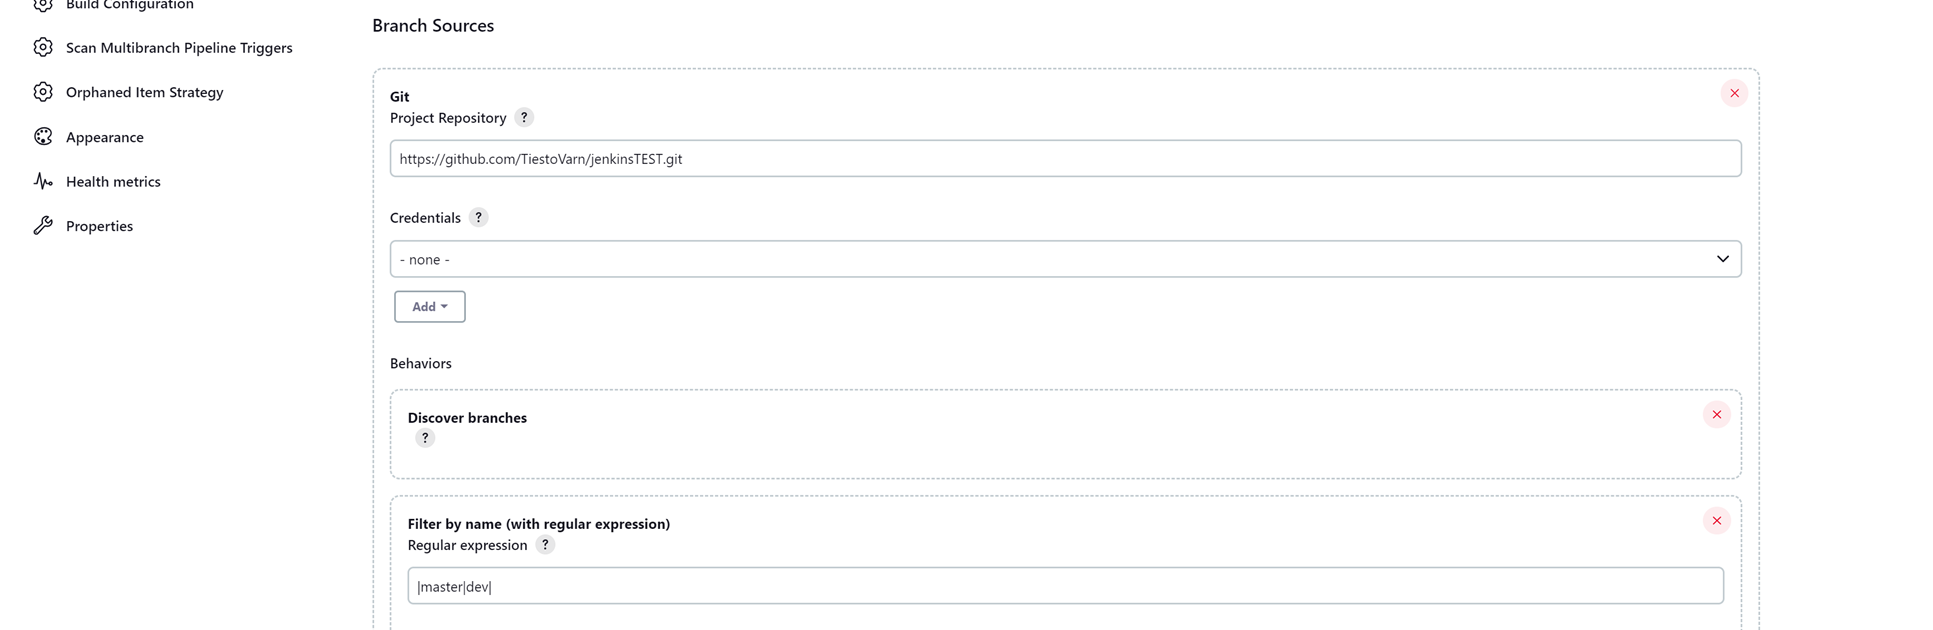 Build Configuration
Scan Multibranch Pipeline Triggers
Orphaned Item Strategy
Appearance
Health metrics
Properties
Branch Sources
Git
Project Repository ?
https://github.com/TiestoVarn/jenkinsTEST.git
Credentials ?
- none -
Add
Behaviors
Discover branches
?
Filter by name (with regular expression)
Regular expression ?
|master|dev|